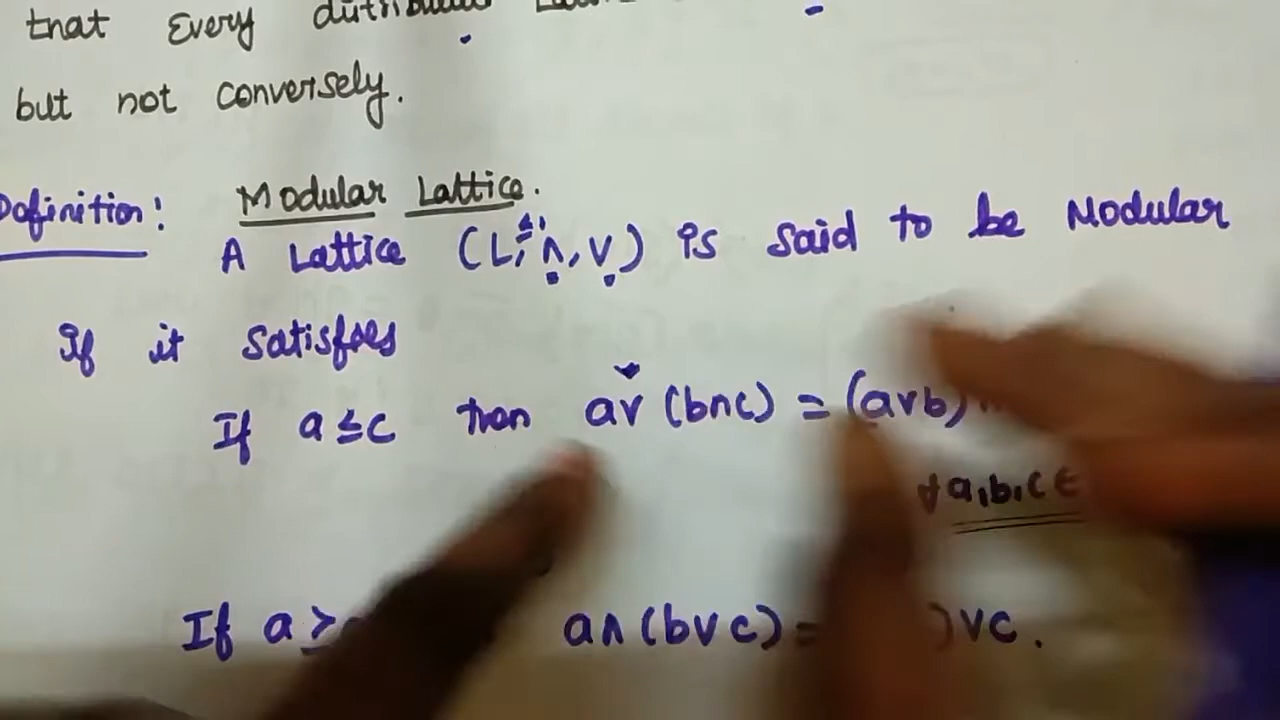 that Every
but not conversely.
Definition: Modular Lattice.
A Lattice (L, ≤, ∧, ∨) is said to be Modular
If it satisfies
If a ≤ c then a ∨ (b ∧ c) = (a ∨ b)
∀ a, b, c ∈
If a ≥ a ∧ (b ∨ c) = ) ∨ c.